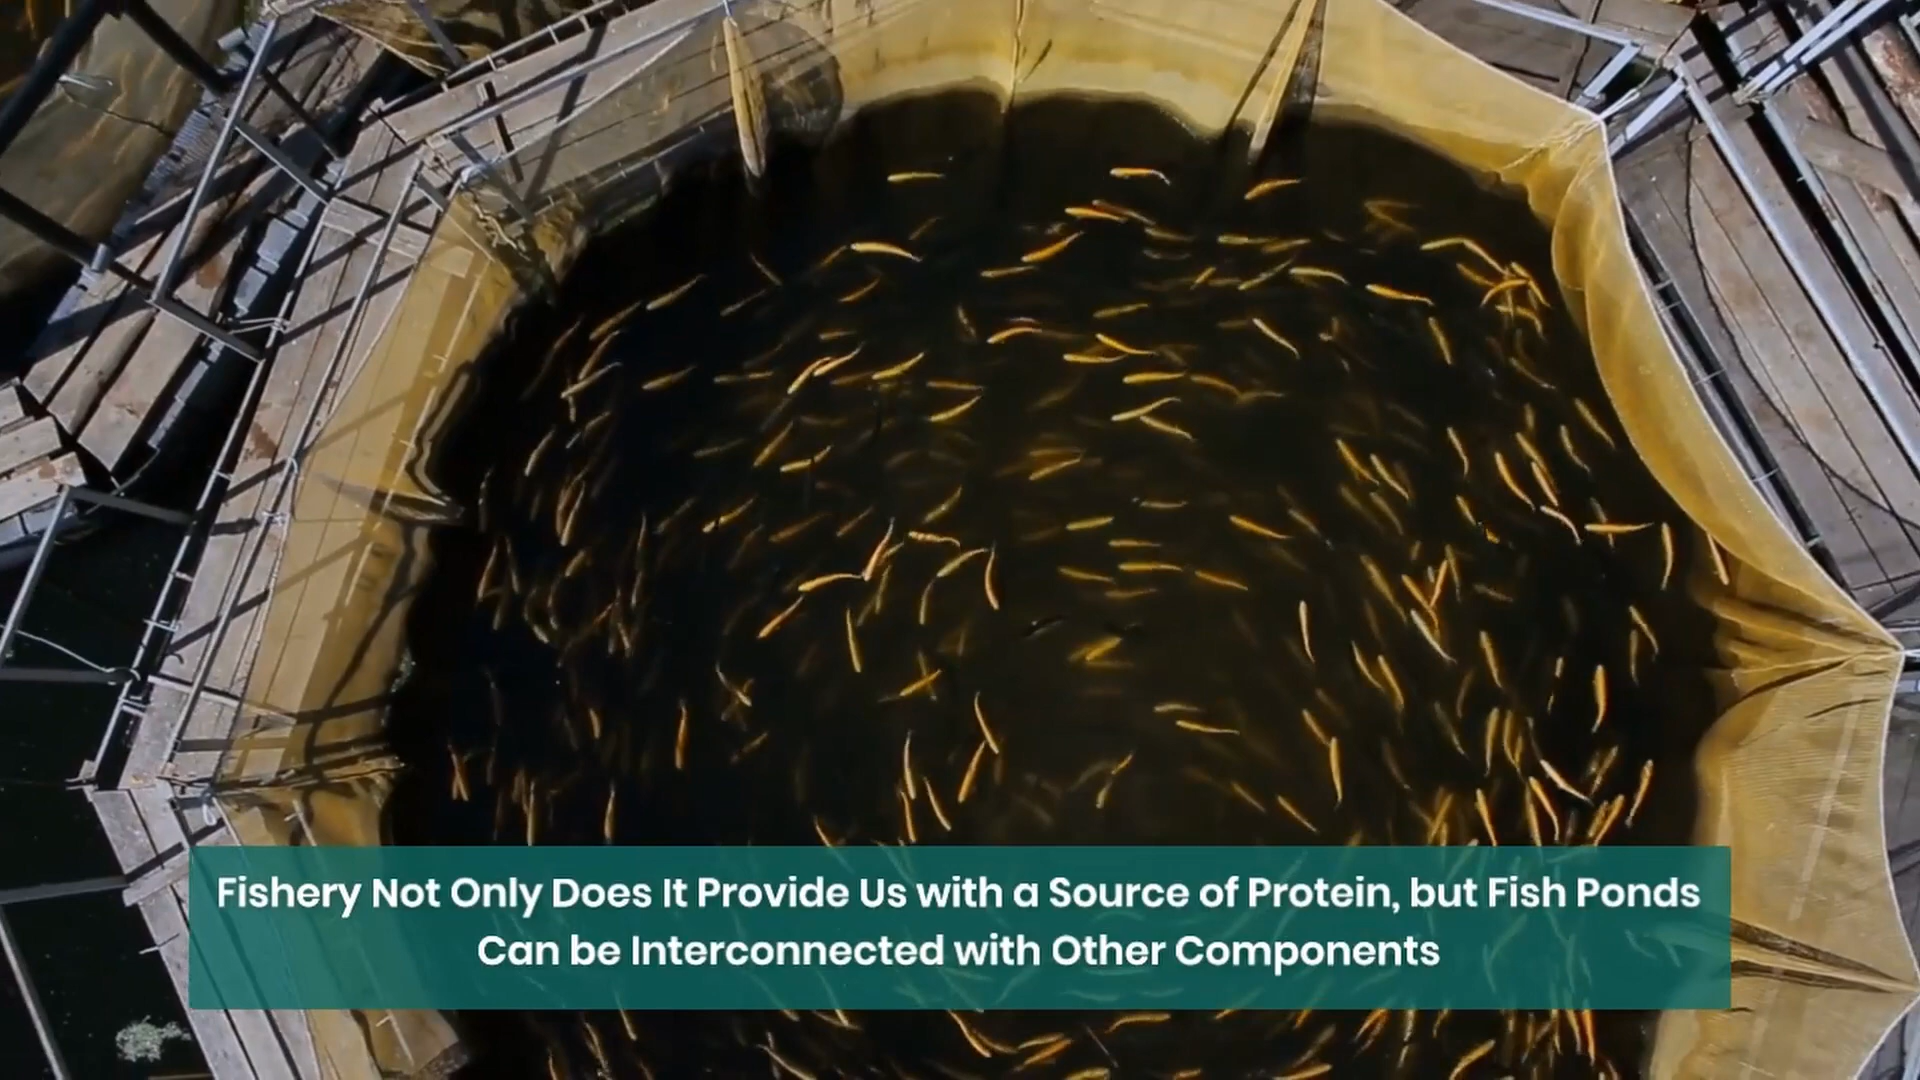 Fishery Not Only Does It Provide Us with a Source of Protein, but Fish Ponds
Can be Interconnected with Other Components